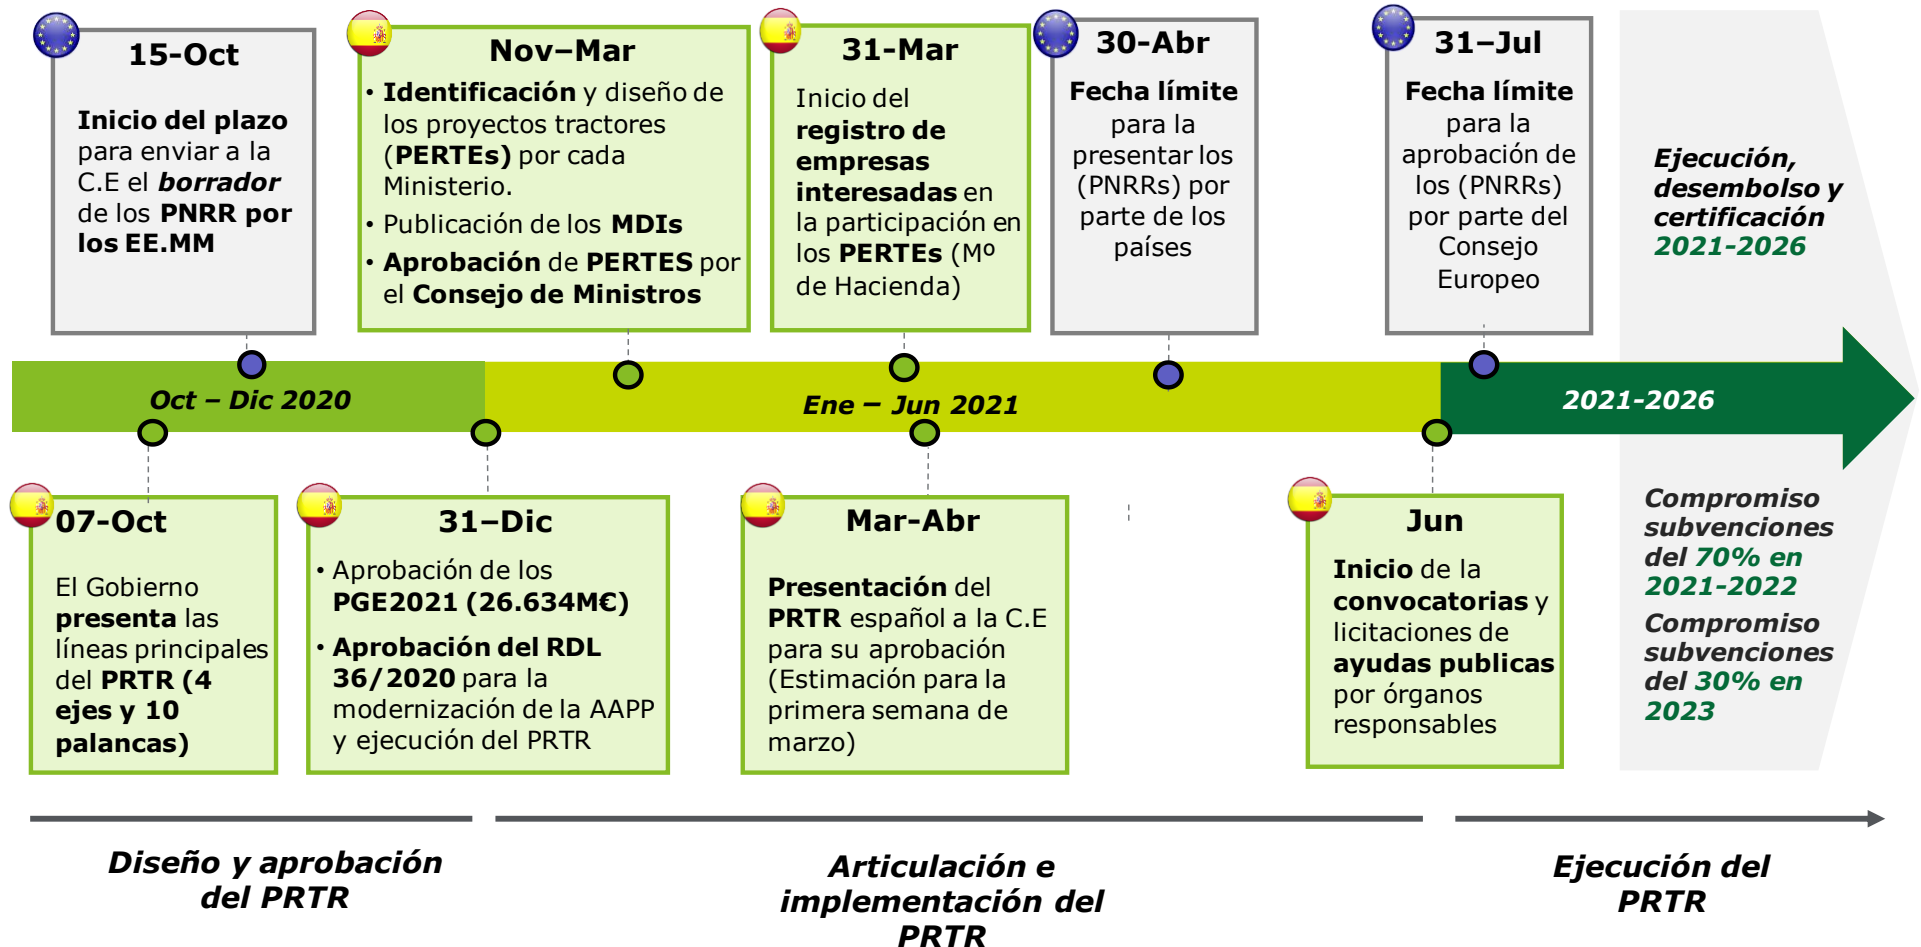 15-Oct
Inicio del plazo
para enviar a la
C.E el borrador
de los PNRR por
los EE.MM
Nov–Mar
• Identificación y diseño de
los proyectos tractores
(PERTEs) por cada
Ministerio.
• Publicación de los MDIs
• Aprobación de PERTES por
el Consejo de Ministros
31-Mar
Inicio del
registro de
empresas
interesadas en
la participación en
los PERTEs (Mº
de Hacienda)
30-Abr
Fecha límite
para la
presentar los
(PNRRs) por
parte de los
países
31–Jul
Fecha límite
para la
aprobación de
los (PNRRs)
por parte del
Consejo
Europeo
Ejecución,
desembolso y
certificación
2021-2026
Oct – Dic 2020
Ene – Jun 2021
2021-2026
07-Oct
El Gobierno
presenta las
líneas principales
del PRTR (4
ejes y 10
palancas)
31–Dic
• Aprobación de los
PGE2021 (26.634M€)
• Aprobación del RDL
36/2020 para la
modernización de la AAPP
y ejecución del PRTR
Mar-Abr
Presentación del
PRTR español a la C.E
para su aprobación
(Estimación para la
primera semana de
marzo)
Jun
Inicio de la
convocatorias y
licitaciones de
ayudas publicas
por órganos
responsables
Compromiso
subvenciones
del 70% en
2021-2022
Compromiso
subvenciones
del 30% en
2023
Diseño y aprobación
del PRTR
Articulación e
implementación del
PRTR
Ejecución del
PRTR